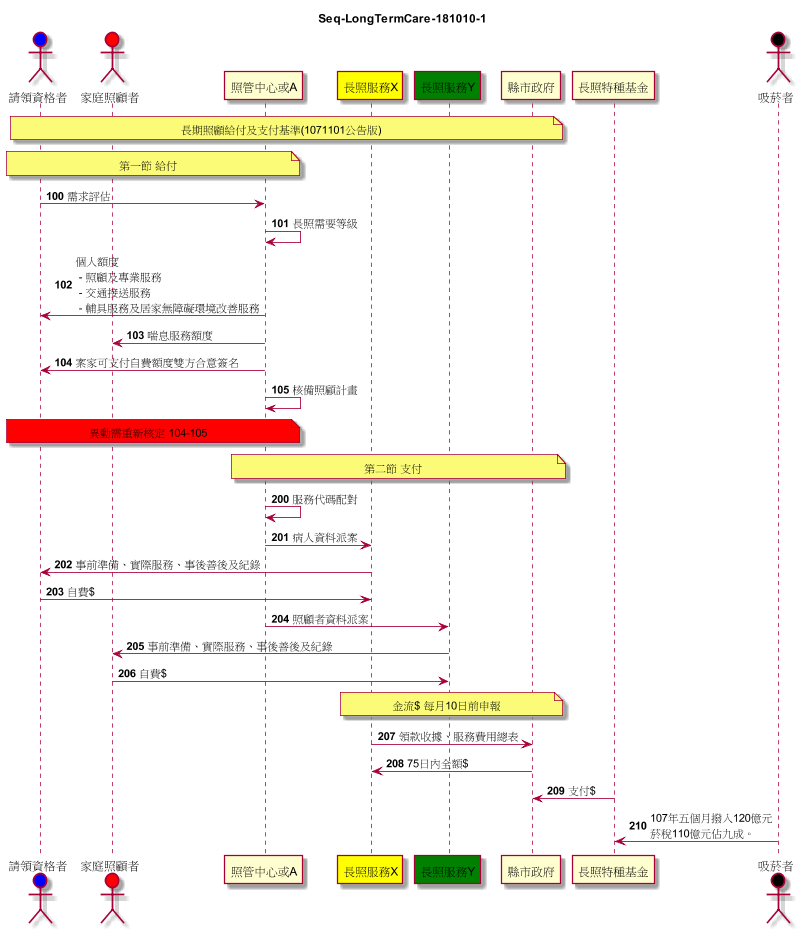 Seq-LongTermCare-181010-1
請領資格者 家庭照顧者 照管中心或A 長照服務X 長照服務Y 縣市政府 長照特種基金 吸菸者
長期照顧給付及支付基準(1071101公告版)
第一節 給付
100 需求評估
101 長照需要等級
個人額度
- 照顧及專業服務
102
- 交通接送服務
- 輔具服務及居家無障礙環境改善服務
103 喘息服務額度
104 案家可支付自費額度雙方合意簽名
105 核備照顧計畫
異動需重新核定 104-105
第二節 支付
200 服務代碼配對
201 病人資料派案
202 事前準備、實際服務、事後善後及紀錄
203 自費$
204 照顧者資料派案
205 事前準備、實際服務、事後善後及紀錄
206 自費$
金流$ 每月10日前申報
207 領款收據、服務費用總表
208 75日內全額$
209 支付$
107年五個月撥入120億元
210
菸稅110億元佔九成。
請領資格者 家庭照顧者 照管中心或A 長照服務X 長照服務Y 縣市政府 長照特種基金 吸菸者